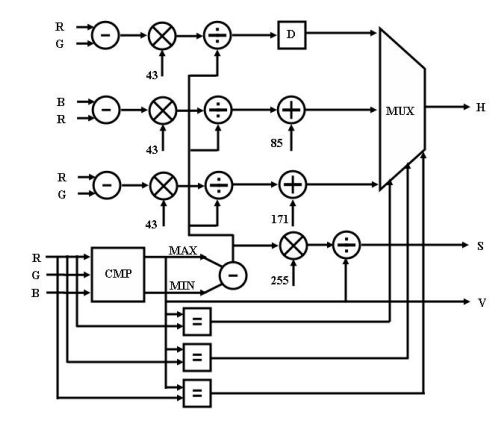 R
G
−
×
÷
D
43
B
R
−
×
÷
+
MUX
H
43
85
R
G
−
×
÷
+
43
171
R
G
B
CMP
MAX
MIN
−
×
÷
S
255
V
=
=
=